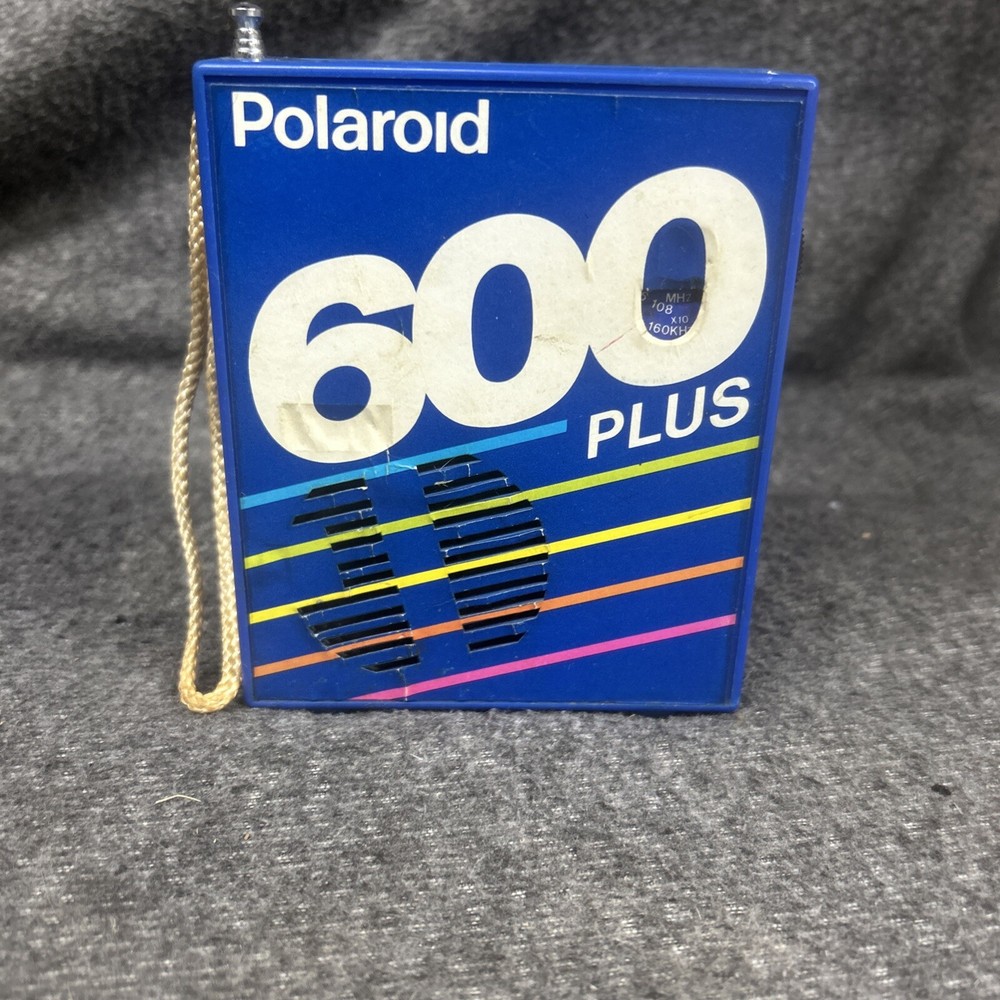 Polaroid
600
PLUS
MHz
108
X10
160KHz